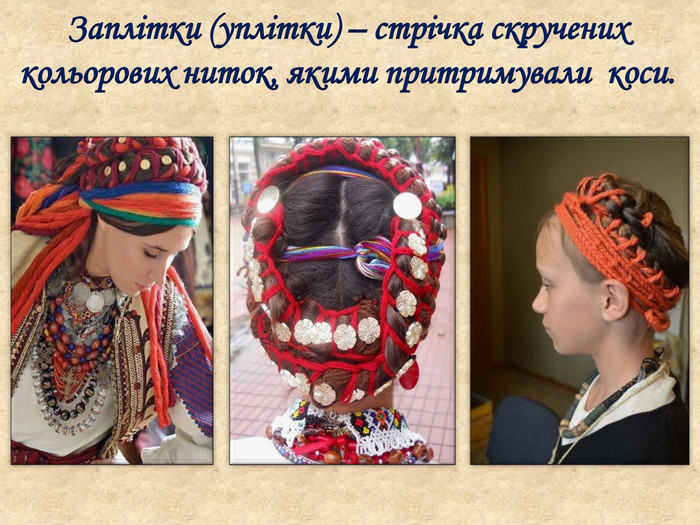 Заплітки (уплітки) – стрічка скручених
кольорових ниток, якими притримували коси.